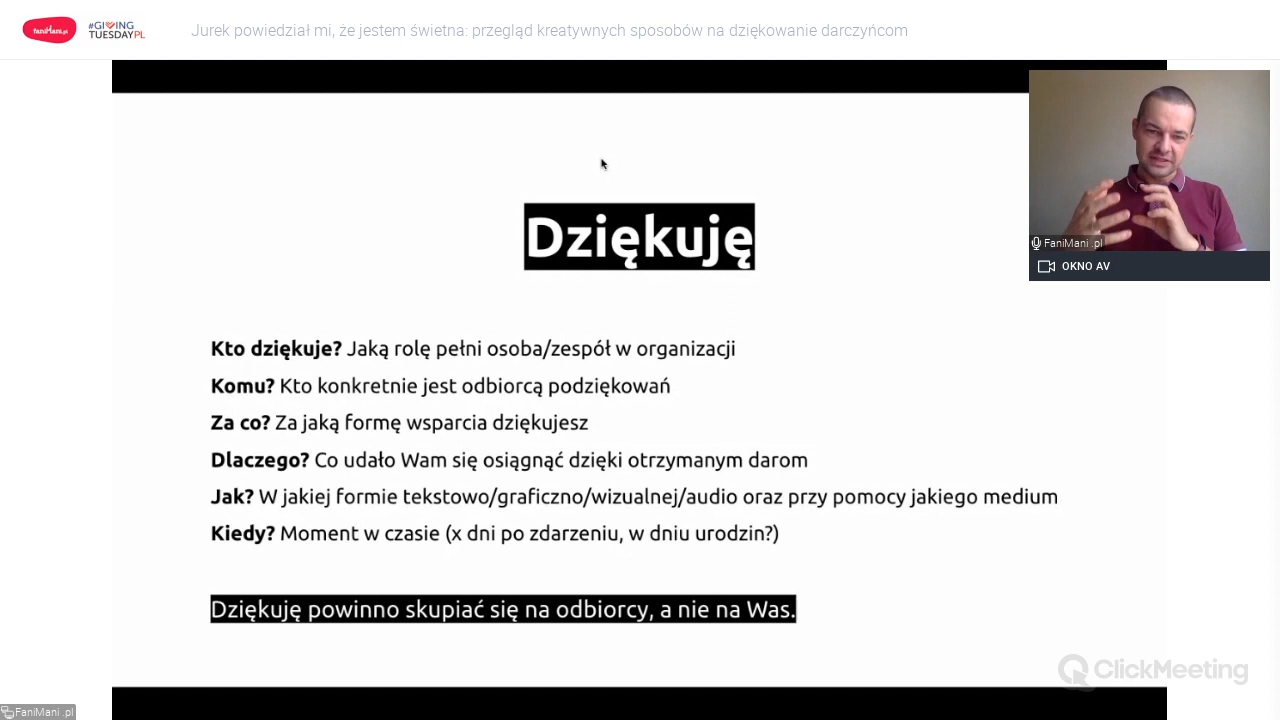 faniMani.pl
#GIVING
TUESDAYPL
Jurek powiedział mi, że jestem świetna: przegląd kreatywnych sposobów na dziękowanie darczyńcom
FaniMani .pl
OKNO AV
Dziękuję
Kto dziękuje? Jaką rolę pełni osoba/zespół w organizacji
Komu? Kto konkretnie jest odbiorcą podziękowań
Za co? Za jaką formę wsparcia dziękujesz
Dlaczego? Co udało Wam się osiągnąć dzięki otrzymanym darom
Jak? W jakiej formie tekstowo/graficzno/wizualnej/audio oraz przy pomocy jakiego medium
Kiedy? Moment w czasie (x dni po zdarzeniu, w dniu urodzin?)
Dziękuję powinno skupiać się na odbiorcy, a nie na Was.
ClickMeeting
FaniMani .pl